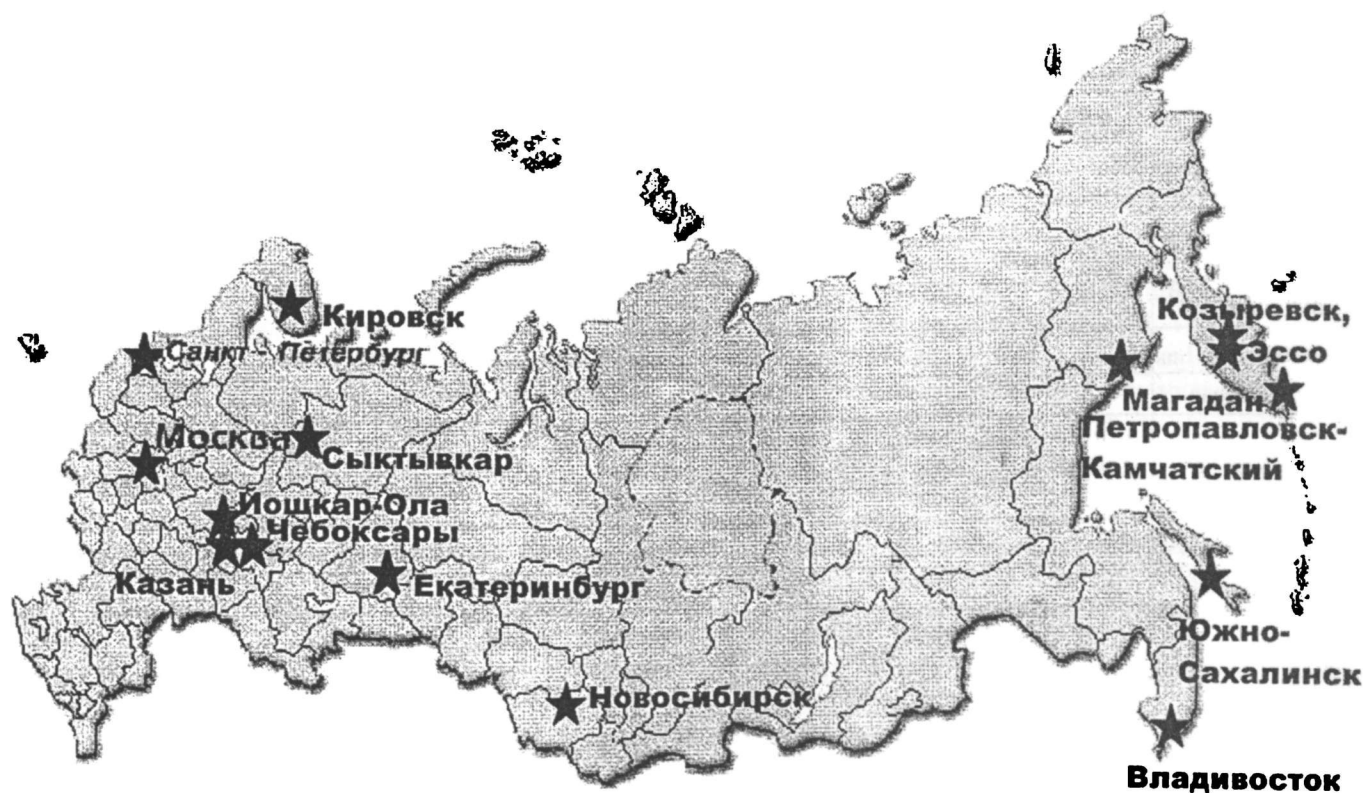 Кировск
Санкт - Петербург
Козыревск,
Эссо
Магадан
Петропавловск-
Камчатский
Москва
Сыктывкар
Йошкар-Ола
Чебоксары
Казань
Екатеринбург
Южно-
Сахалинск
Новосибирск
Владивосток